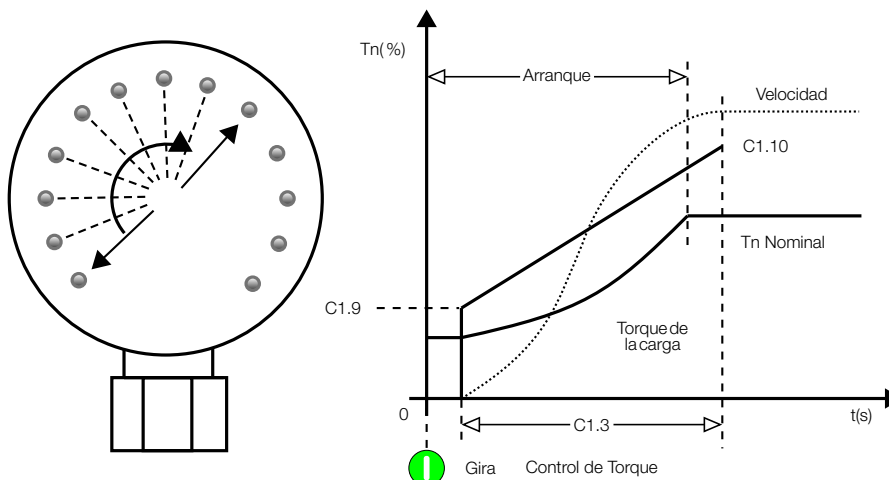 Tn(%)
Arranque
Velocidad
C1.10
Tn Nominal
C1.9
Torque de
la carga
0
t(s)
C1.3
Gira Control de Torque